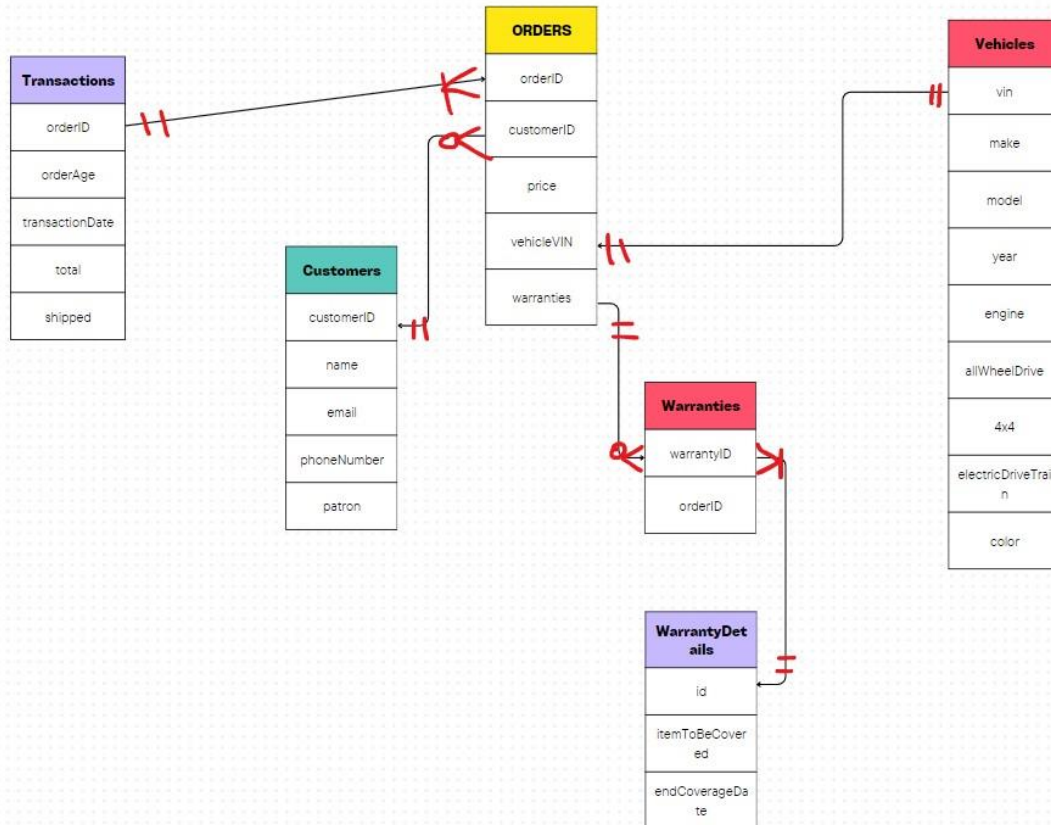 Transactions
orderID
orderAge
transactionDate
total
shipped
Customers
customerID
name
email
phoneNumber
patron
ORDERS
orderID
customerID
price
vehicleVIN
warranties
Warranties
warrantyID
orderID
WarrantyDet
ails
id
itemToBeCover
ed
endCoverageDa
te
Vehicles
vin
make
model
year
engine
allWheelDrive
4x4
electricDriveTrai
n
color